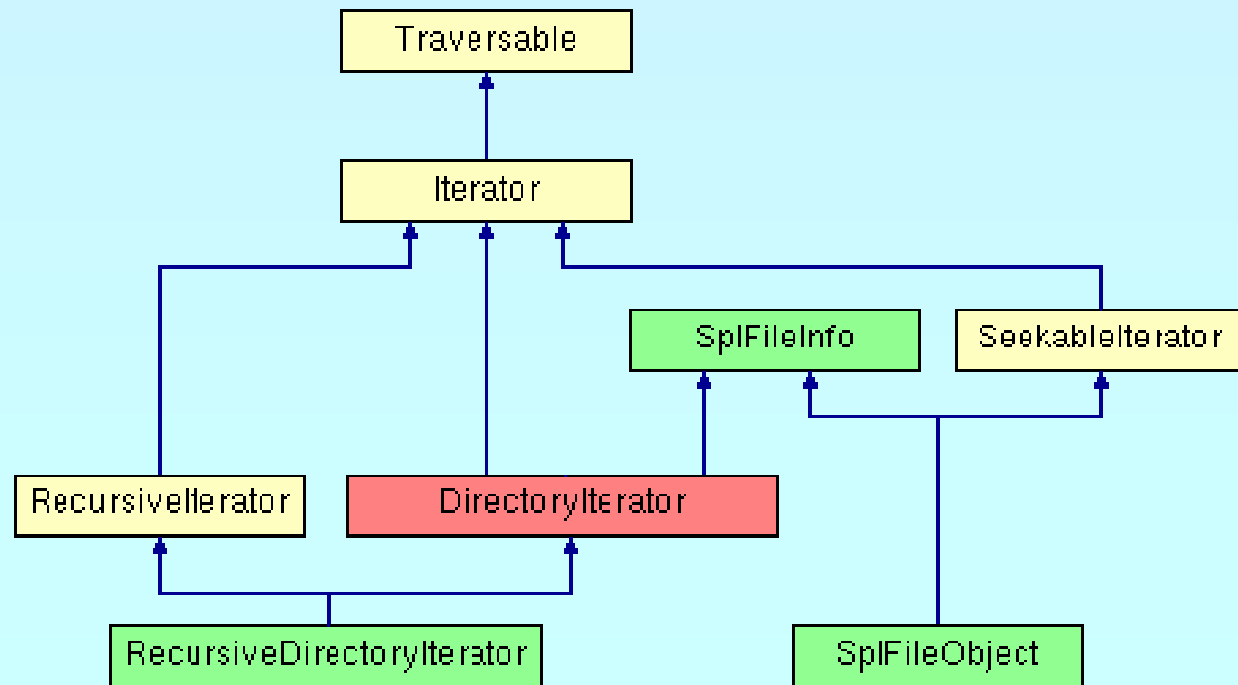 Traversable
Iterator
SplFileInfo
SeekableIterator
RecursiveIterator
DirectoryIterator
RecursiveDirectoryIterator
SplFileObject